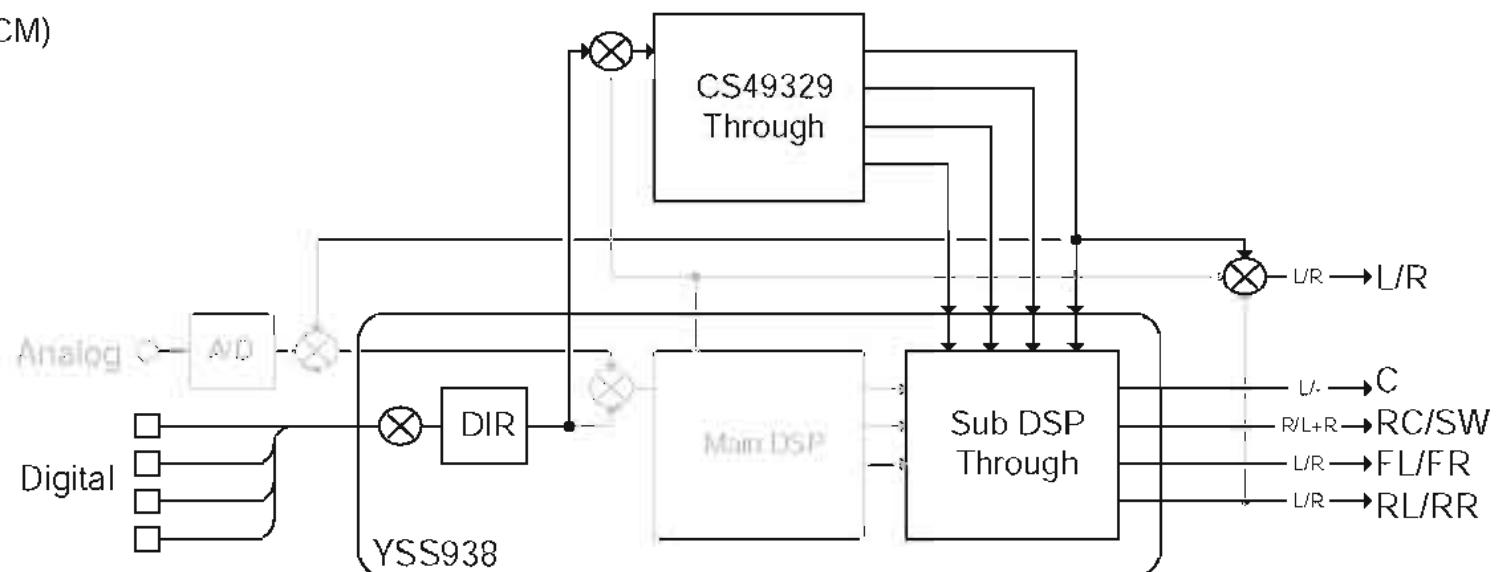 CM)
CS49329
Through
L/R
L/R
Analog
A/D
L/-
C
DIR
Sub DSP
Through
Main DSP
R/L+R
RC/SW
L/R
FL/FR
Digital
L/R
RL/RR
YSS938